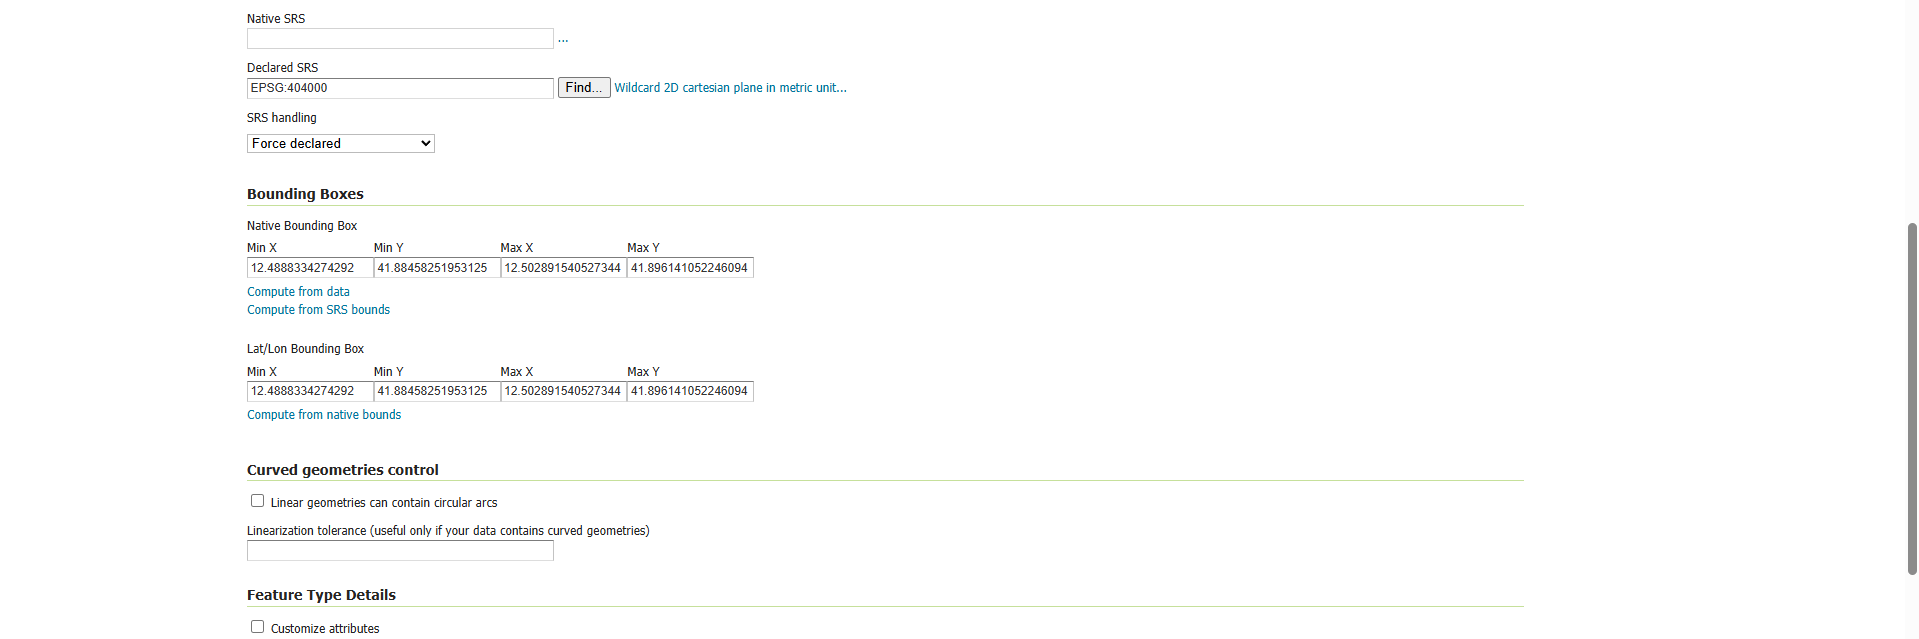 Native SRS
...
Declared SRS
EPSG:404000 Find... Wildcard 2D cartesian plane in metric unit...
SRS handling
Force declared
Bounding Boxes
Native Bounding Box
Min X Min Y Max X Max Y
12.4888334274292 41.88458251953125 12.502891540527344 41.896141052246094
Compute from data
Compute from SRS bounds
Lat/Lon Bounding Box
Min X Min Y Max X Max Y
12.4888334274292 41.88458251953125 12.502891540527344 41.896141052246094
Compute from native bounds
Curved geometries control
Linear geometries can contain circular arcs
Linearization tolerance (useful only if your data contains curved geometries)
Feature Type Details
Customize attributes